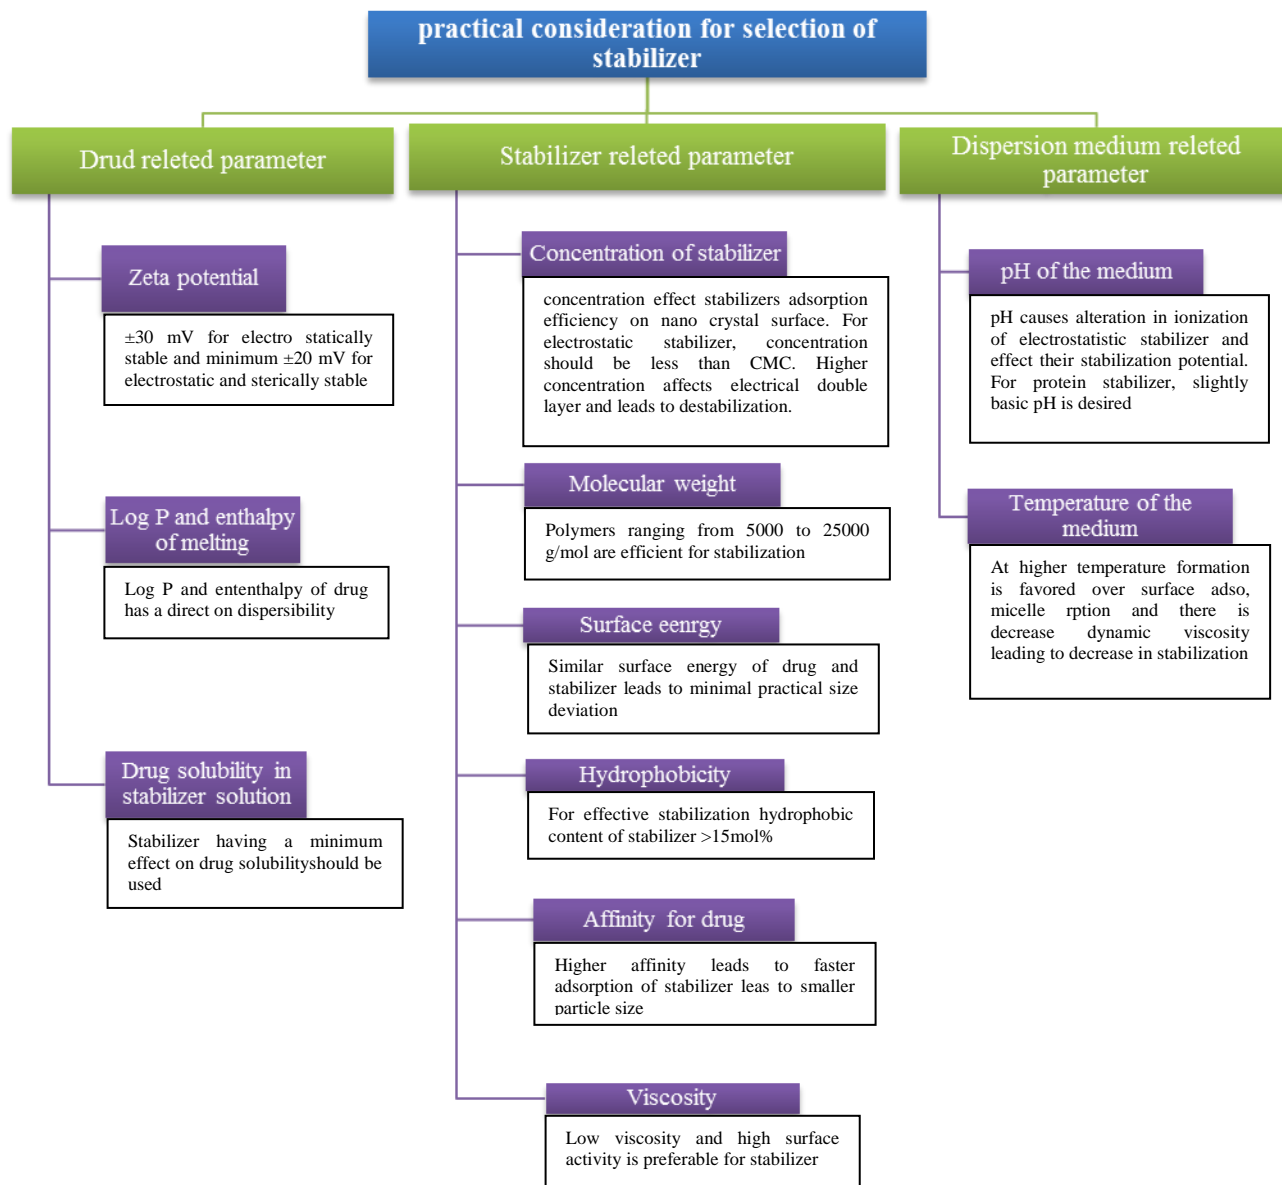 practical consideration for selection of
stabilizer
Drud releted parameter
Zeta potential
±30 mV for electro statically
stable and minimum ±20 mV for
electrostatic and sterically stable
Log P and enthalpy
of melting
Log P and ententhalpy of drug
has a direct on dispersibility
Drug solubility in
stabilizer solution
Stabilizer having a minimum
effect on drug solubilityshould be
used
Stabilizer releted parameter
Concentration of stabilizer
concentration effect stabilizers adsorption
efficiency on nano crystal surface. For
electrostatic stabilizer, concentration
should be less than CMC. Higher
concentration affects electrical double
layer and leads to destabilization.
Molecular weight
Polymers ranging from 5000 to 25000
g/mol are efficient for stabilization
Surface eenrgy
Similar surface energy of drug and
stabilizer leads to minimal practical size
deviation
Hydrophobicity
For effective stabilization hydrophobic
content of stabilizer >15mol%
Affinity for drug
Higher affinity leads to faster
adsorption of stabilizer leas to smaller
particle size
Viscosity
Low viscosity and high surface
activity is preferable for stabilizer
Dispersion medium releted
parameter
pH of the medium
pH causes alteration in ionization
of electrostatistic stabilizer and
effect their stabilization potential.
For protein stabilizer, slightly
basic pH is desired
Temperature of the
medium
At higher temperature formation
is favored over surface adso,
micelle rption and there is
decrease dynamic viscosity
leading to decrease in stabilization